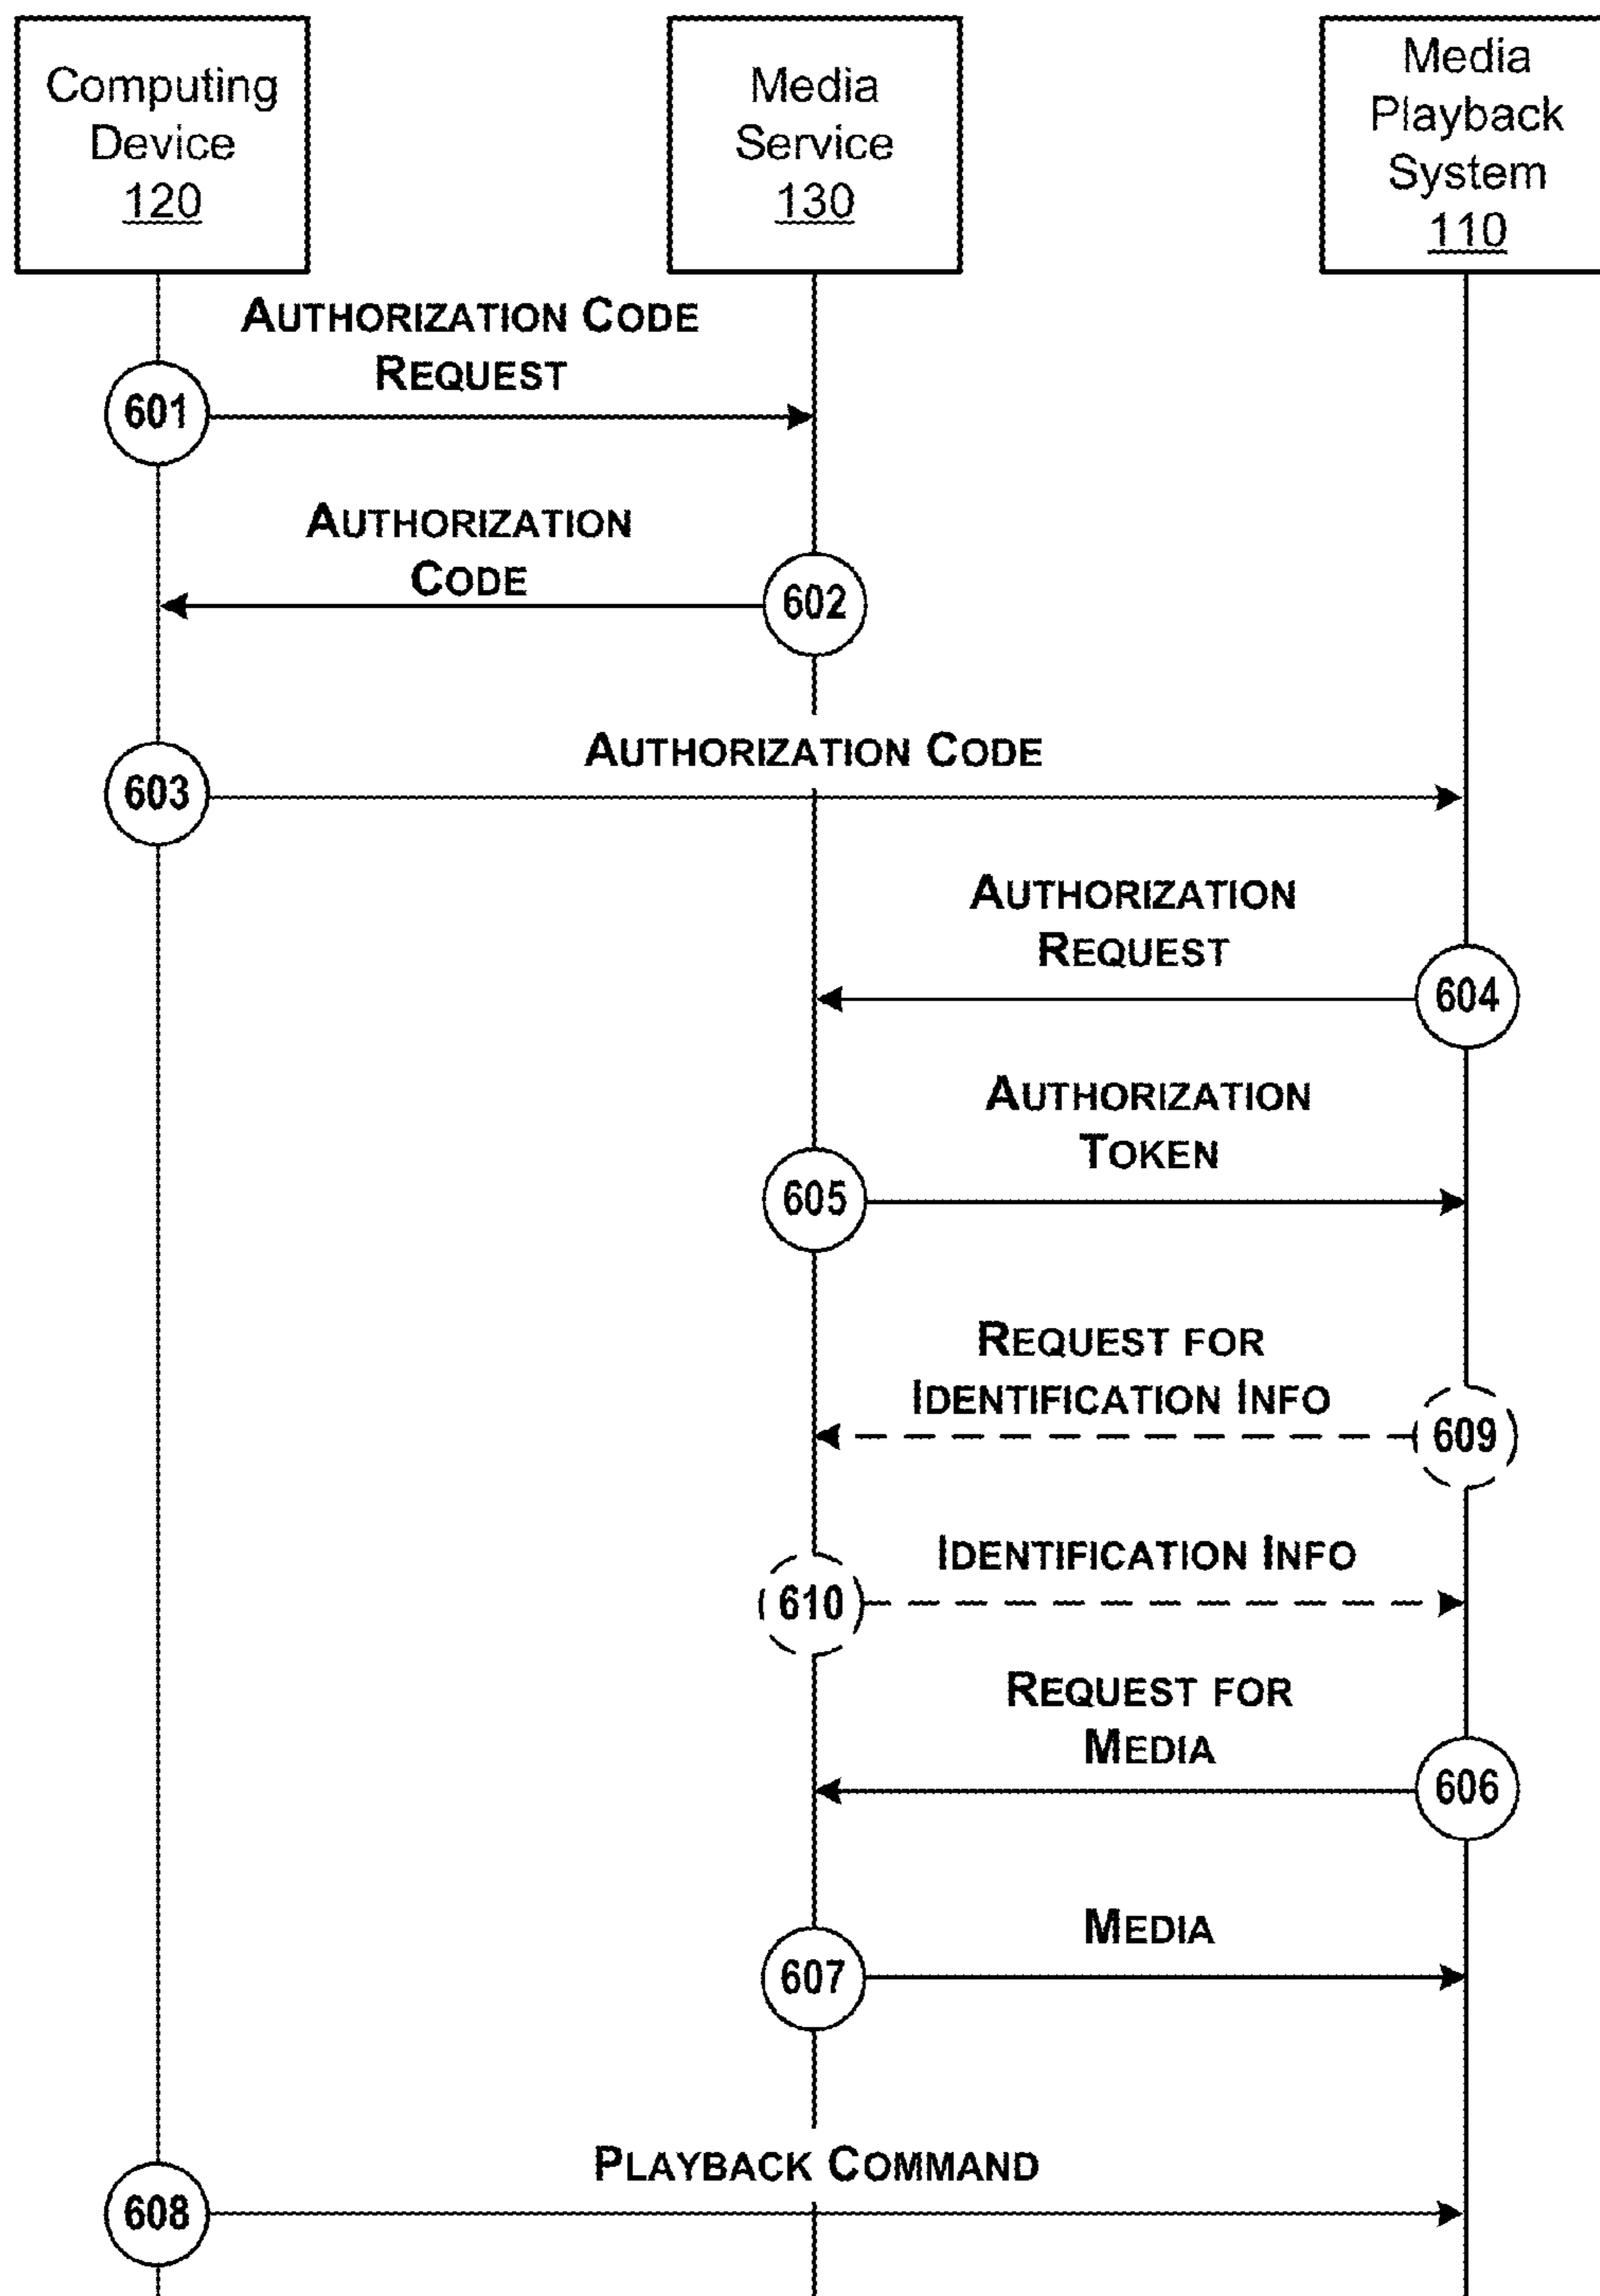 Computing
Device
120
Media
Service
130
Media
Playback
System
110
AUTHORIZATION CODE
REQUEST
601
AUTHORIZATION
CODE
602
AUTHORIZATION CODE
603
AUTHORIZATION
REQUEST
604
AUTHORIZATION
TOKEN
605
REQUEST FOR
IDENTIFICATION INFO
609
IDENTIFICATION INFO
610
REQUEST FOR
MEDIA
606
MEDIA
607
PLAYBACK COMMAND
608